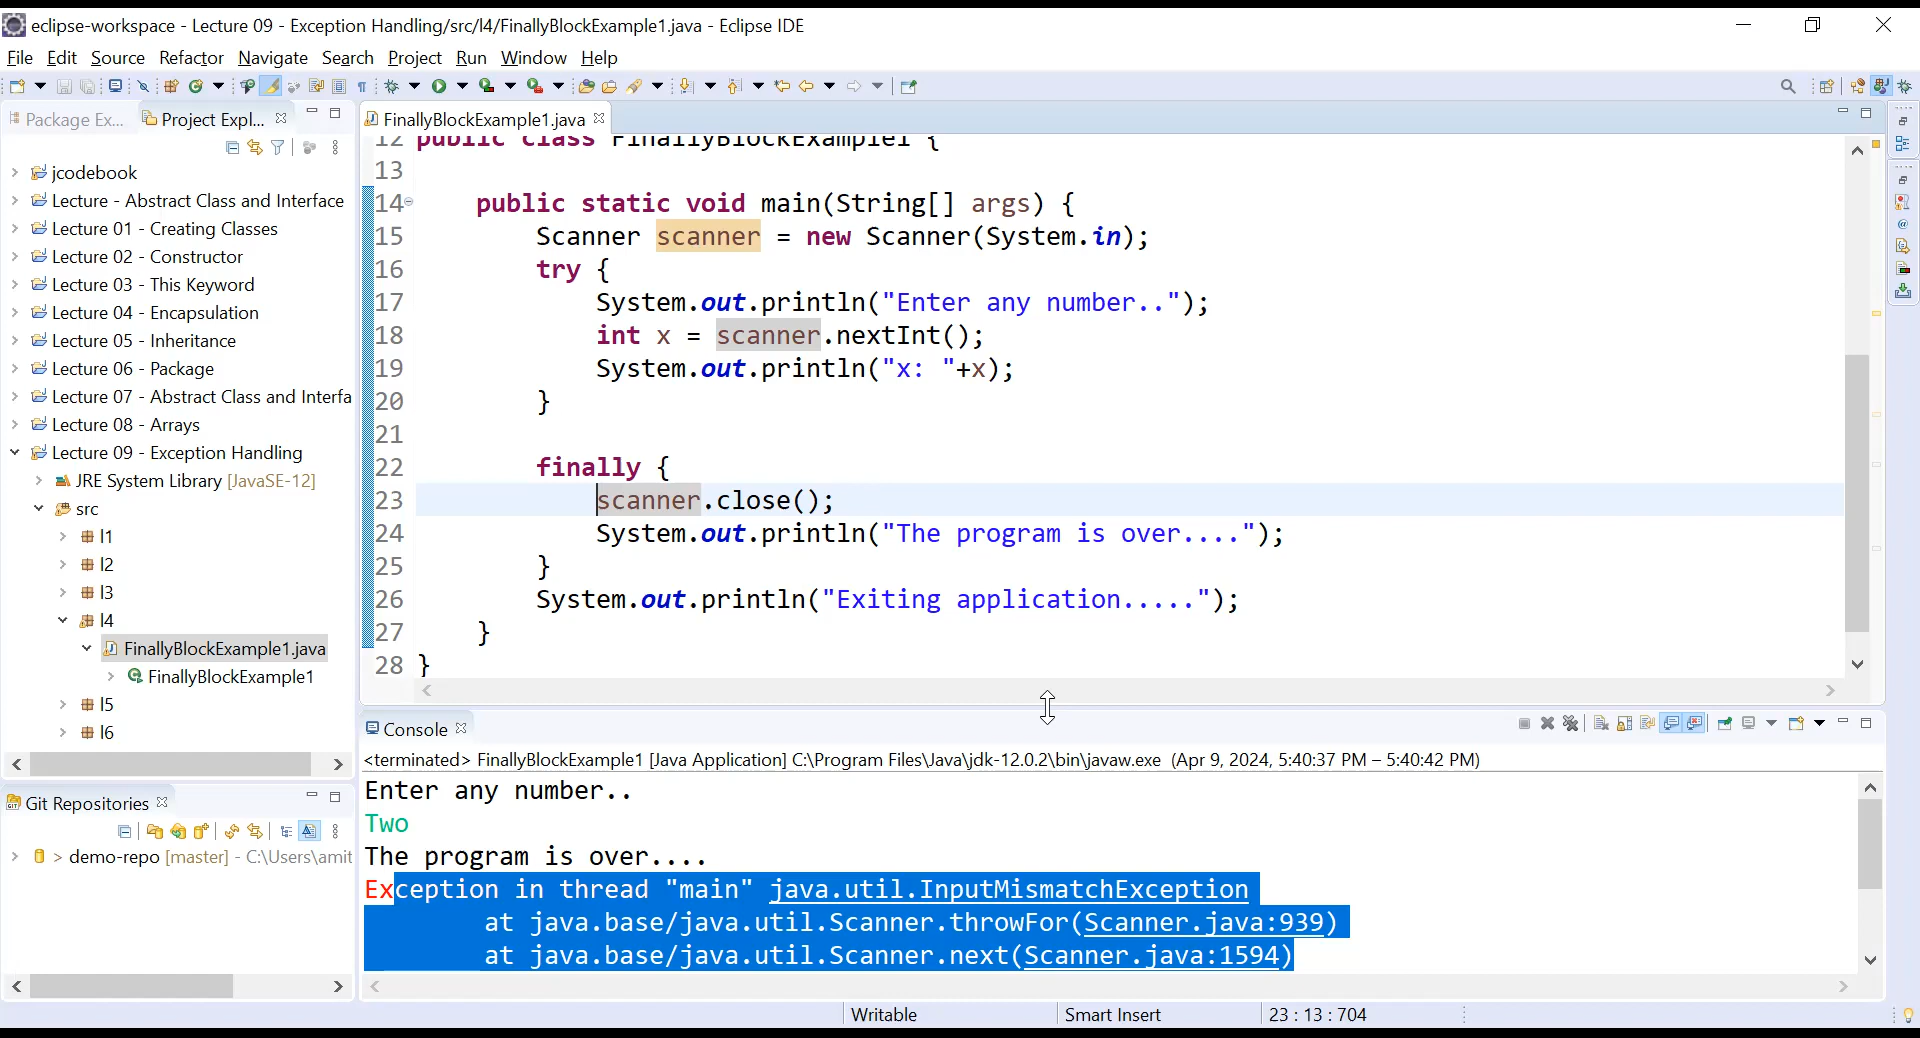 eclipse-workspace - Lecture 09 - Exception Handling/src/l4/FinallyBlockExample1.java - Eclipse IDE
File Edit Source Refactor Navigate Search Project Run Window Help
Package Ex... Project Expl...
jcodebook
Lecture - Abstract Class and Interface
Lecture 01 - Creating Classes
Lecture 02 - Constructor
Lecture 03 - This Keyword
Lecture 04 - Encapsulation
Lecture 05 - Inheritance
Lecture 06 - Package
Lecture 07 - Abstract Class and Interfa
Lecture 08 - Arrays
Lecture 09 - Exception Handling
JRE System Library [JavaSE-12]
src
l1
l2
l3
l4
FinallyBlockExample1.java
FinallyBlockExample1
l5
l6
Git Repositories
> demo-repo [master] - C:\Users\amit
FinallyBlockExample1.java
12 public class FinallyBlockExample1 {
13
14 public static void main(String[] args) {
15 Scanner scanner = new Scanner(System.in);
16 try {
17 System.out.println("Enter any number..");
18 int x = scanner.nextInt();
19 System.out.println("x: "+x);
20 }
21
22 finally {
23 scanner.close();
24 System.out.println("The program is over....");
25 }
26 System.out.println("Exiting application.....");
27 }
28 }
Console
<terminated> FinallyBlockExample1 [Java Application] C:\Program Files\Java\jdk-12.0.2\bin\javaw.exe (Apr 9, 2024, 5:40:37 PM – 5:40:42 PM)
Enter any number..
Two
The program is over....
Exception in thread "main" java.util.InputMismatchException
at java.base/java.util.Scanner.throwFor(Scanner.java:939)
at java.base/java.util.Scanner.next(Scanner.java:1594)
Writable Smart Insert 23 : 13 : 704